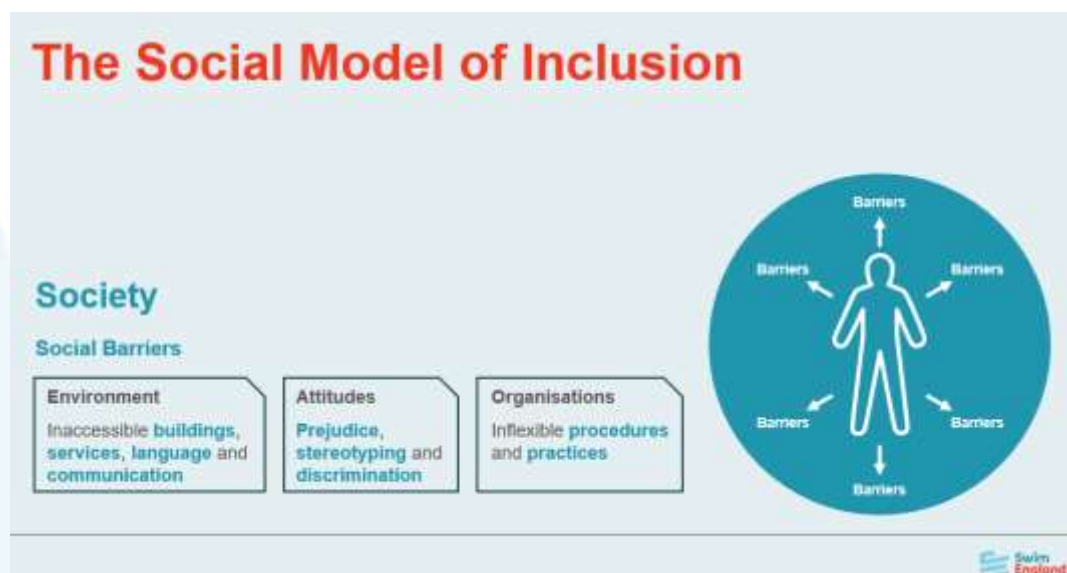 The Social Model of Inclusion
Society
Social Barriers
Environment
Inaccessible buildings,
services, language and
communication
Attitudes
Prejudice,
stereotyping and
discrimination
Organisations
Inflexible procedures
and practices
Barriers
Barriers
Barriers
Barriers
Barriers
Barriers
Swim
England